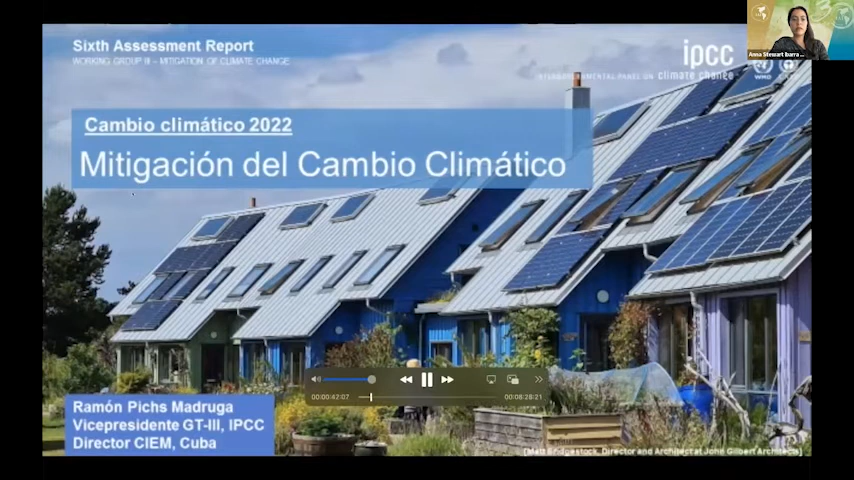 Sixth Assessment Report
WORKING GROUP III – MITIGATION OF CLIMATE CHANGE
ipcc
INTERGOVERNMENTAL PANEL ON climate change
WMO
Anna Stewart Ibarra ...
Cambio climático 2022
Mitigación del Cambio Climático
00:00:42:07
00:08:28:21
Ramón Pichs Madruga
Vicepresidente GT-III, IPCC
Director CIEM, Cuba
[Matt Bridgestock, Director and Architect at John Gilbert Architects]